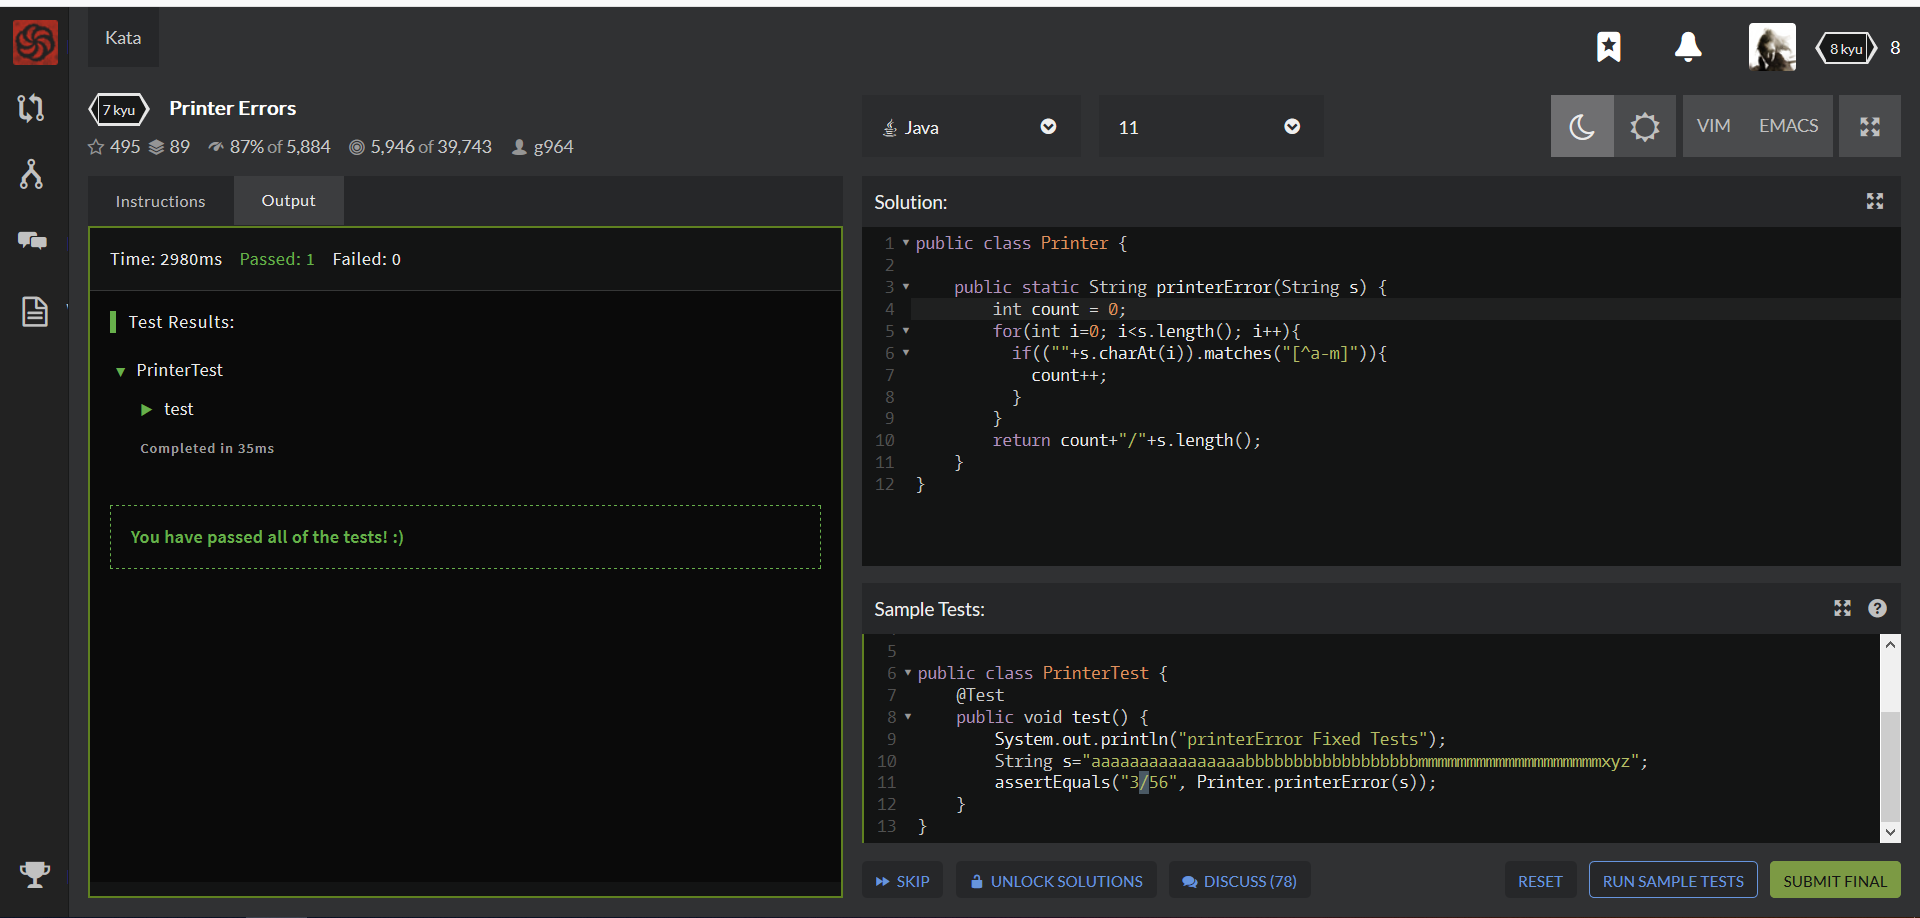 Kata
8 kyu 8
7 kyu Printer Errors
495 89 87% of 5,884 5,946 of 39,743 g964
Java
11
VIM EMACS
Instructions Output
Time: 2980ms Passed: 1 Failed: 0
Test Results:
PrinterTest
test
Completed in 35ms
You have passed all of the tests! :)
Solution:
1 public class Printer {
2
3 public static String printerError(String s) {
4 int count = 0;
5 for(int i=0; i<s.length(); i++){
6 if((""+s.charAt(i)).matches("[^a-m]")){
7 count++;
8 }
9 }
10 return count+"/"+s.length();
11 }
12 }
Sample Tests:
5
6 public class PrinterTest {
7 @Test
8 public void test() {
9 System.out.println("printerError Fixed Tests");
10 String s="aaaaaaaaaaaaaaaabbbbbbbbbbbbbbbbbbmmmmmmmmmmmmmmmmmmmxyz";
11 assertEquals("3/56", Printer.printerError(s));
12 }
13 }
SKIP UNLOCK SOLUTIONS DISCUSS (78) RESET RUN SAMPLE TESTS SUBMIT FINAL